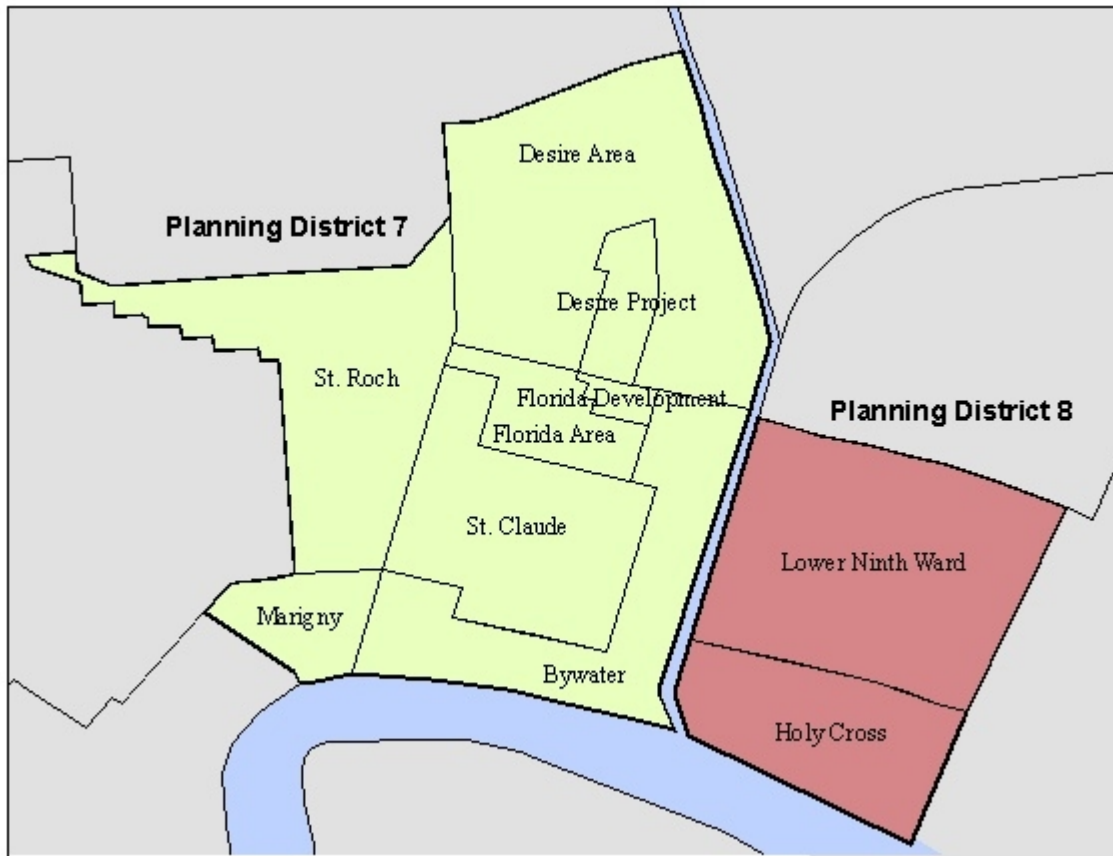 Desire Area
Planning District 7
Desire Project
St. Roch
Florida Development
Planning District 8
Florida Area
St. Claude
Lower Ninth Ward
Marigny
Bywater
Holy Cross